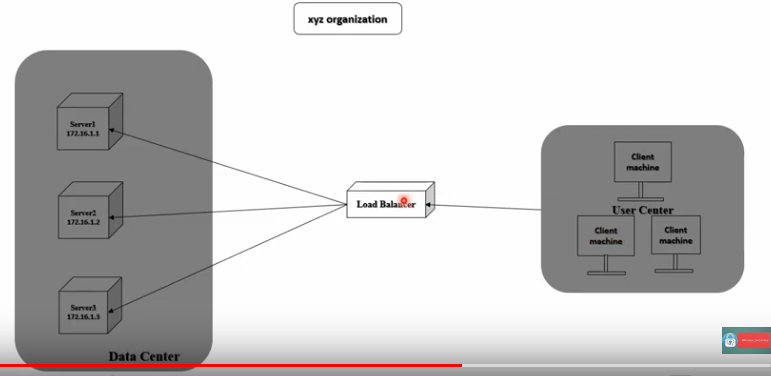 xyz organization
Server1
172.16.1.1
Server2
172.16.1.2
Server3
172.16.1.3
Data Center
Load Balancer
Client
machine
User Center
Client
machine
Client
machine